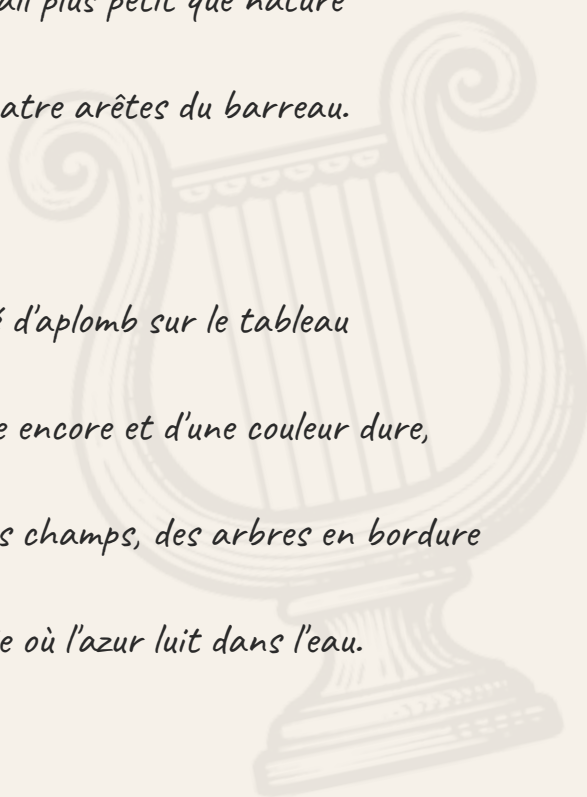 plus petit que nature
arêtes du barreau.
d'aplomb sur le tableau
encore et d'une couleur dure,
champs, des arbres en bordure
où l'azur luit dans l'eau.